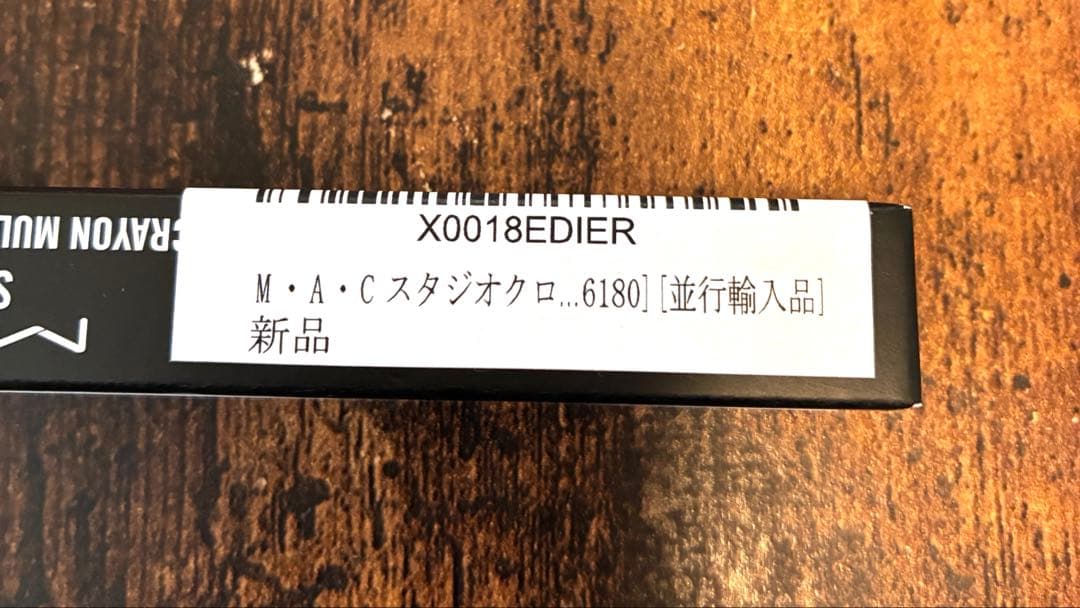 X0018EDIER
M・A・C スタジオクロ...6180] [並行輸入品]
新品
CRAYON MUL
S